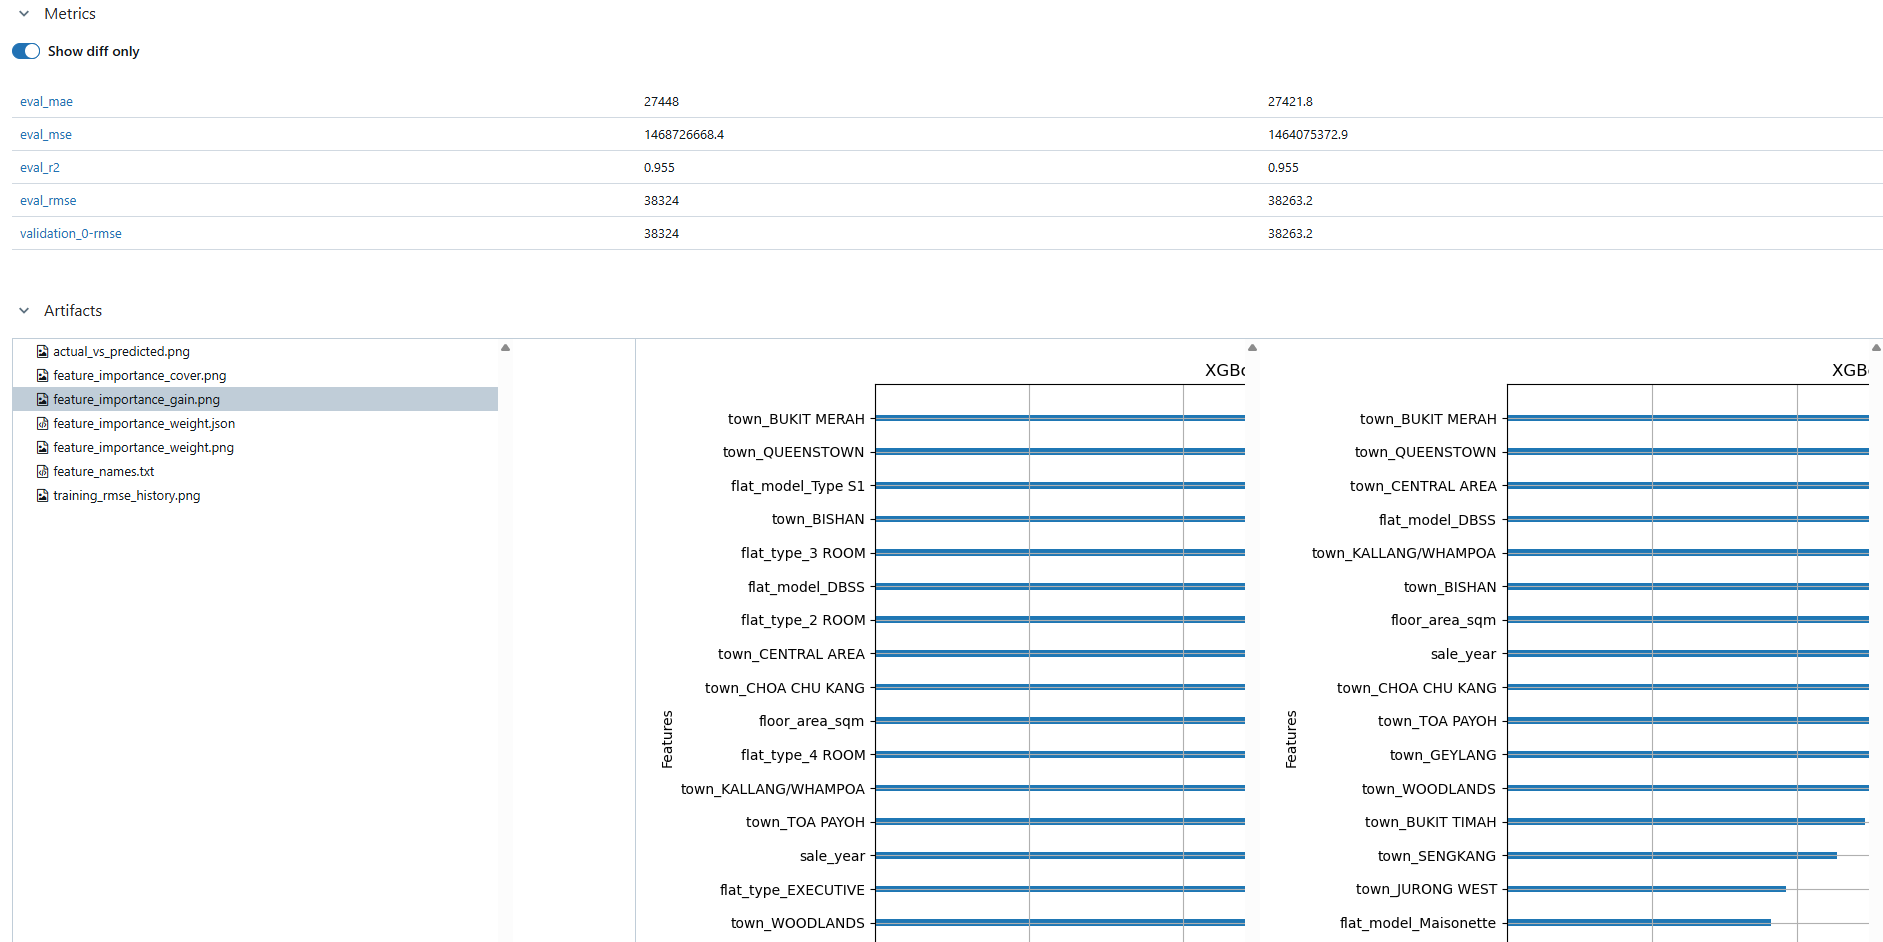 Metrics
Show diff only
eval_mae 27448 27421.8
eval_mse 1468726668.4 1464075372.9
eval_r2 0.955 0.955
eval_rmse 38324 38263.2
validation_0-rmse 38324 38263.2
Artifacts
actual_vs_predicted.png
feature_importance_cover.png
feature_importance_gain.png
feature_importance_weight.json
feature_importance_weight.png
feature_names.txt
training_rmse_history.png
XGBo
town_BUKIT MERAH
town_QUEENSTOWN
flat_model_Type S1
town_BISHAN
flat_type_3 ROOM
flat_model_DBSS
flat_type_2 ROOM
town_CENTRAL AREA
town_CHOA CHU KANG
floor_area_sqm
flat_type_4 ROOM
town_KALLANG/WHAMPOA
town_TOA PAYOH
sale_year
flat_type_EXECUTIVE
town_WOODLANDS
Features
XGBo
town_BUKIT MERAH
town_QUEENSTOWN
town_CENTRAL AREA
flat_model_DBSS
town_KALLANG/WHAMPOA
town_BISHAN
floor_area_sqm
sale_year
town_CHOA CHU KANG
town_TOA PAYOH
town_GEYLANG
town_WOODLANDS
town_BUKIT TIMAH
town_SENGKANG
town_JURONG WEST
flat_model_Maisonette
Features